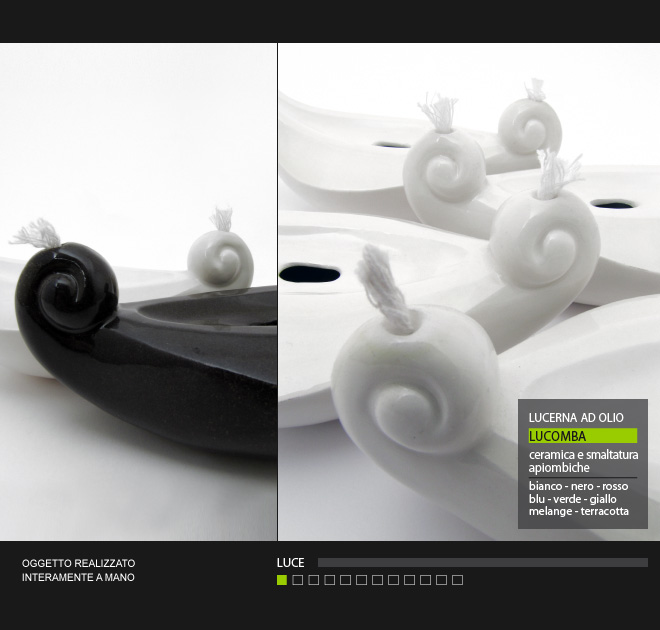 LUCERNA AD OLIO
LUCOMBA
ceramica e smaltatura
apiombiche
bianco - nero - rosso
blu - verde - giallo
melange - terracotta
OGGETTO REALIZZATO
INTERAMENTE A MANO
LUCE